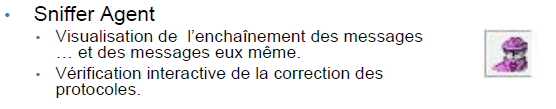 • Sniffer Agent
• Visualisation de l'enchaînement des messages
… et des messages eux même.
• Vérification interactive de la correction des
protocoles.